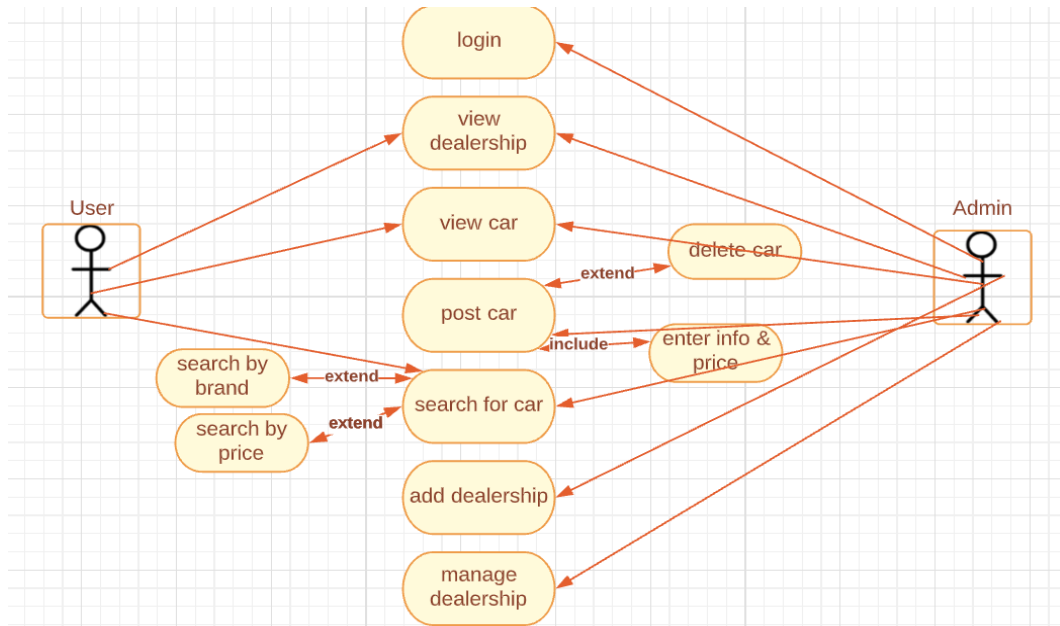 login
view
dealership
User
Admin
view car
delete car
extend
post car
include
enter info &
price
search by
brand
extend
search for car
search by
price
extend
add dealership
manage
dealership